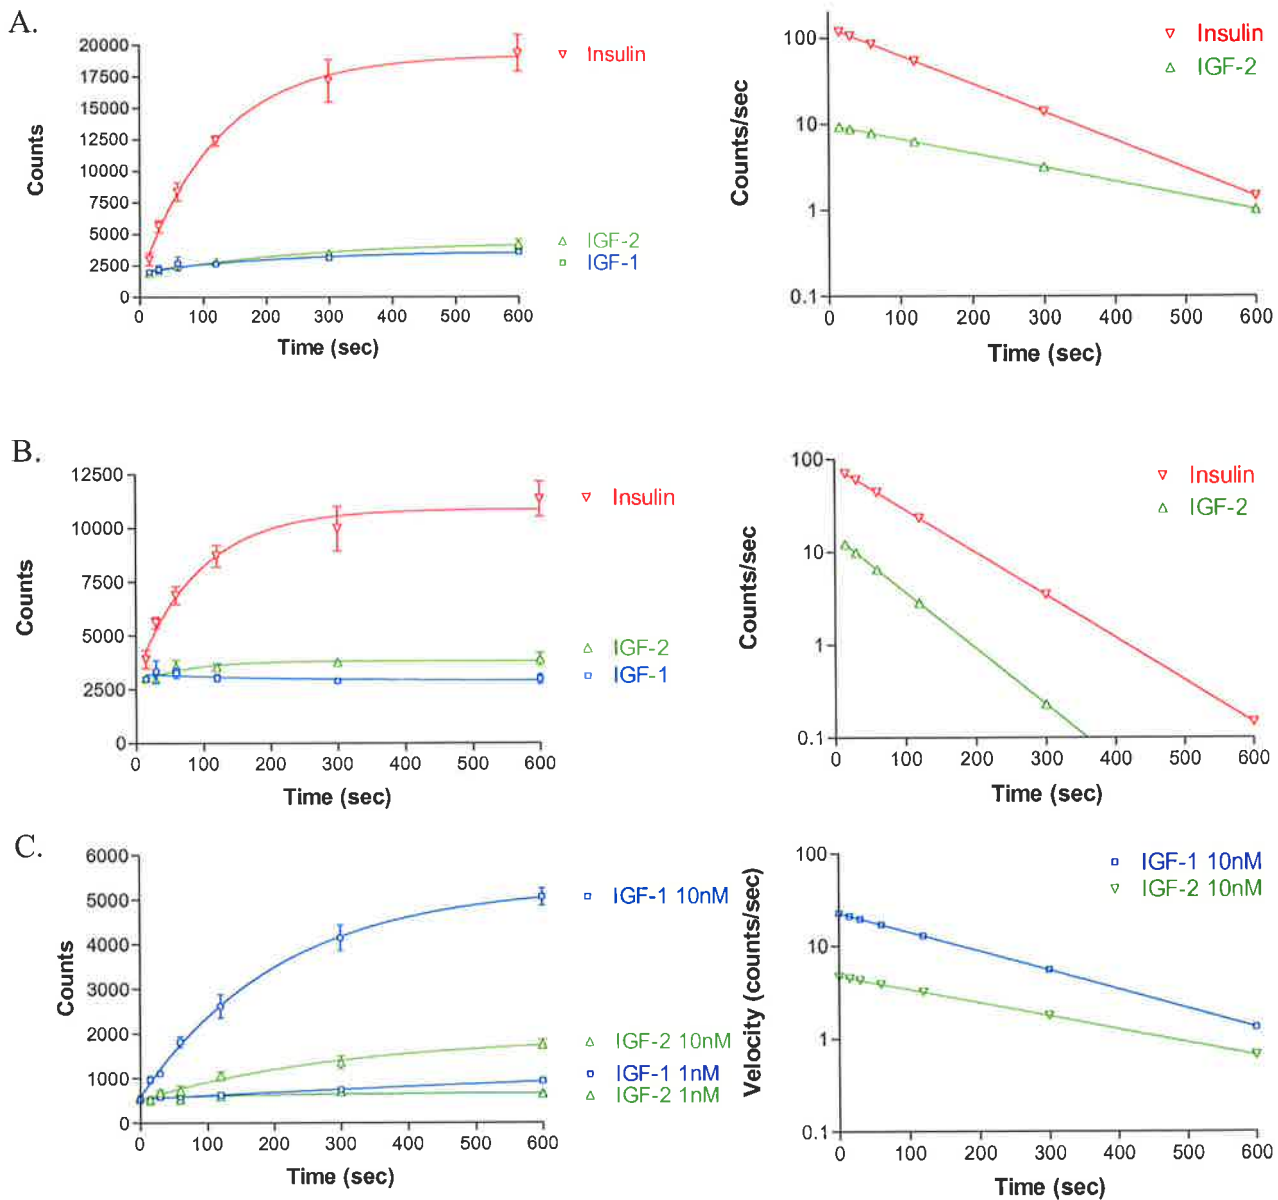 A.
20000
17500
15000
12500
10000
7500
5000
2500
0
Counts
0 100 200 300 400 500 600
Time (sec)
Insulin
IGF-2
IGF-1
100
10
1
0.1
Counts/sec
0 100 200 300 400 500 600
Time (sec)
Insulin
IGF-2
B.
12500
10000
7500
5000
2500
0
Counts
0 100 200 300 400 500 600
Time (sec)
Insulin
IGF-2
IGF-1
100
10
1
0.1
Counts/sec
0 100 200 300 400 500 600
Time (sec)
Insulin
IGF-2
C.
6000
5000
4000
3000
2000
1000
0
Counts
0 100 200 300 400 500 600
Time (sec)
IGF-1 10nM
IGF-2 10nM
IGF-1 1nM
IGF-2 1nM
100
10
1
0.1
Velocity (counts/sec)
0 100 200 300 400 500 600
Time (sec)
IGF-1 10nM
IGF-2 10nM